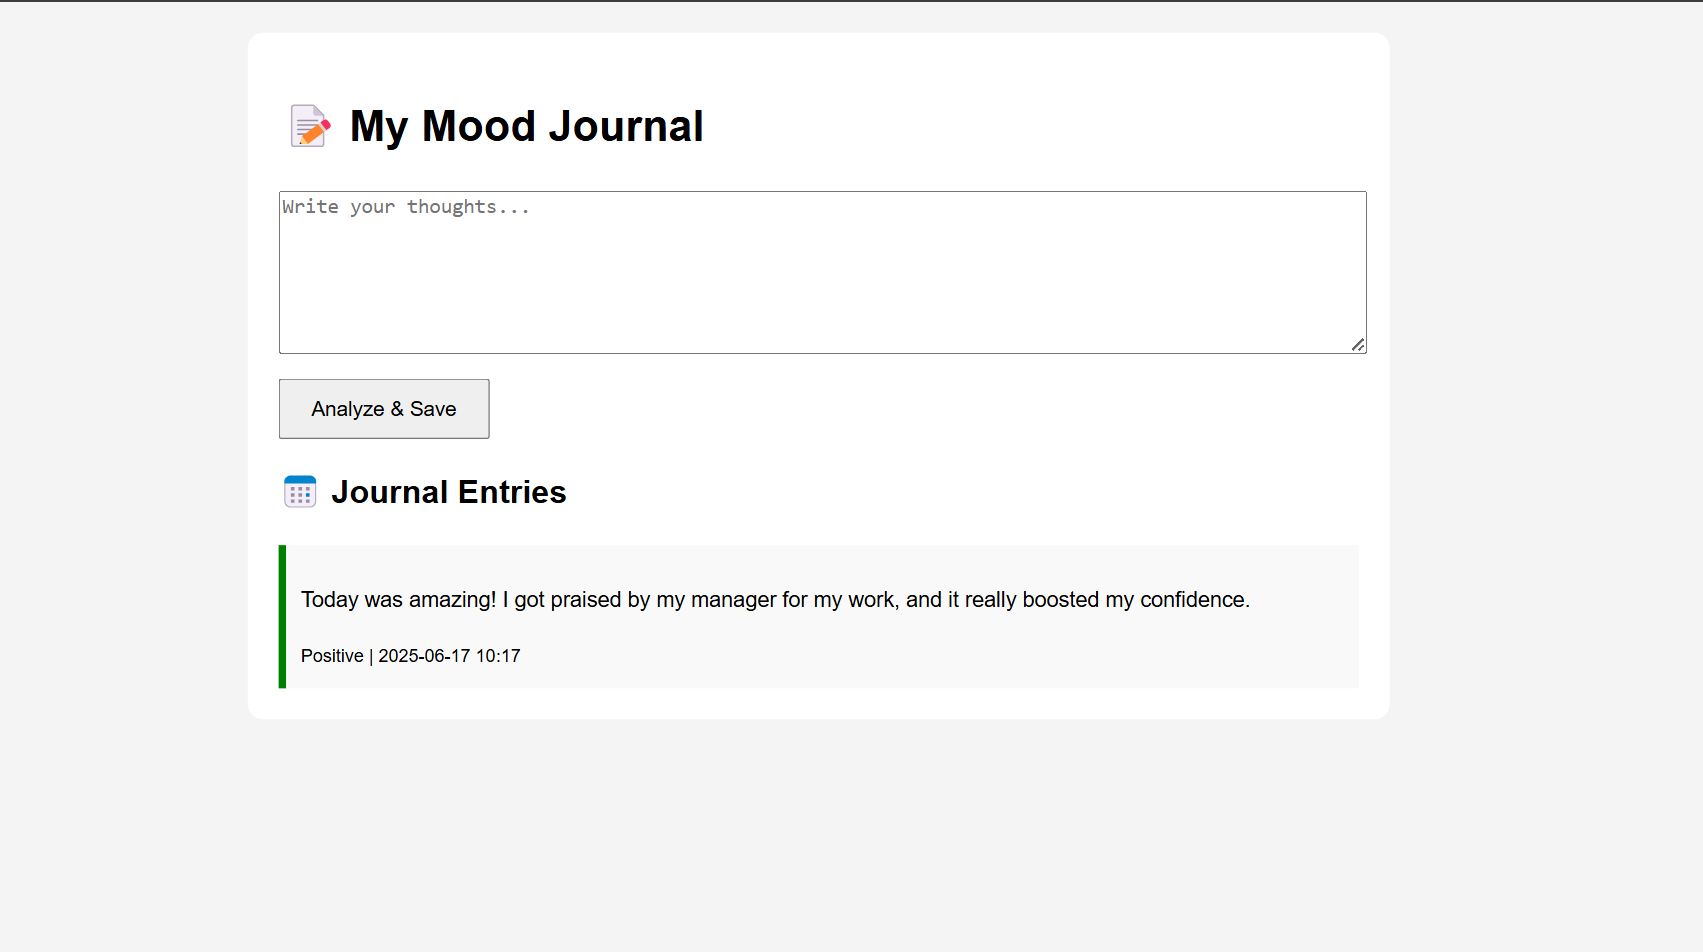 My Mood Journal
Write your thoughts...
Analyze & Save
Journal Entries
Today was amazing! I got praised by my manager for my work, and it really boosted my confidence.
Positive | 2025-06-17 10:17